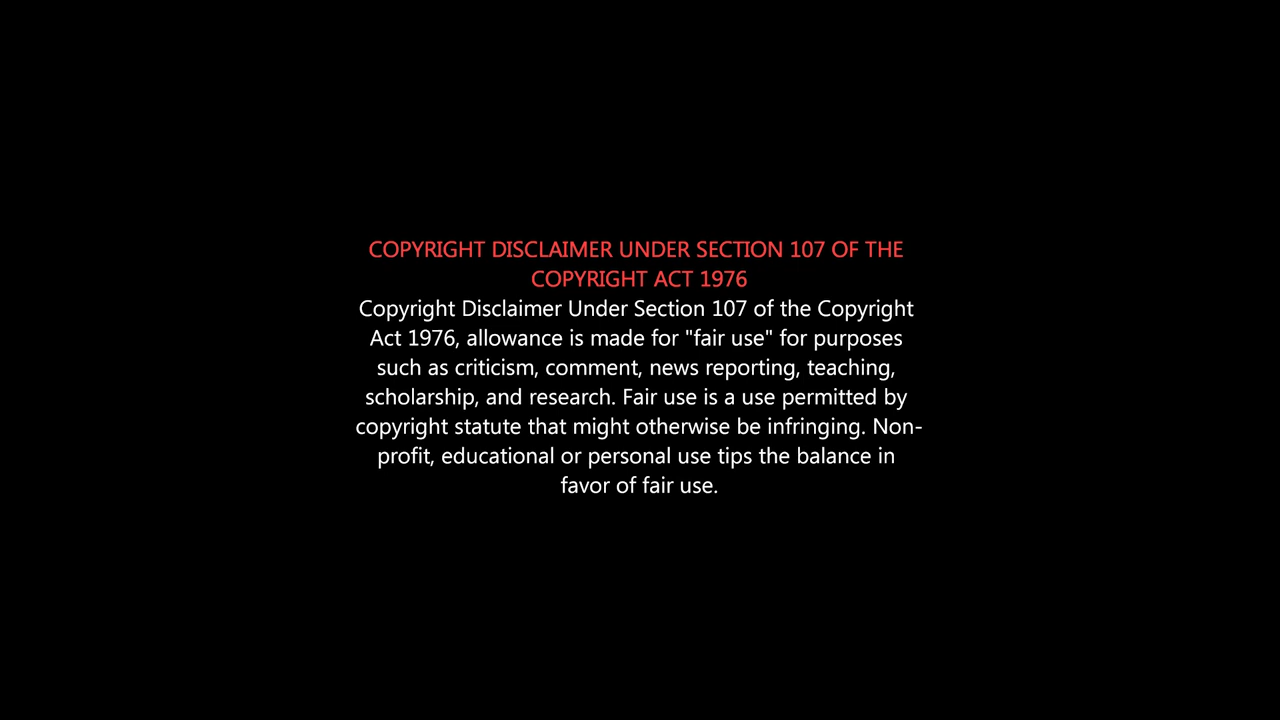 COPYRIGHT DISCLAIMER UNDER SECTION 107 OF THE
COPYRIGHT ACT 1976
Copyright Disclaimer Under Section 107 of the Copyright
Act 1976, allowance is made for "fair use" for purposes
such as criticism, comment, news reporting, teaching,
scholarship, and research. Fair use is a use permitted by
copyright statute that might otherwise be infringing. Non-
profit, educational or personal use tips the balance in
favor of fair use.